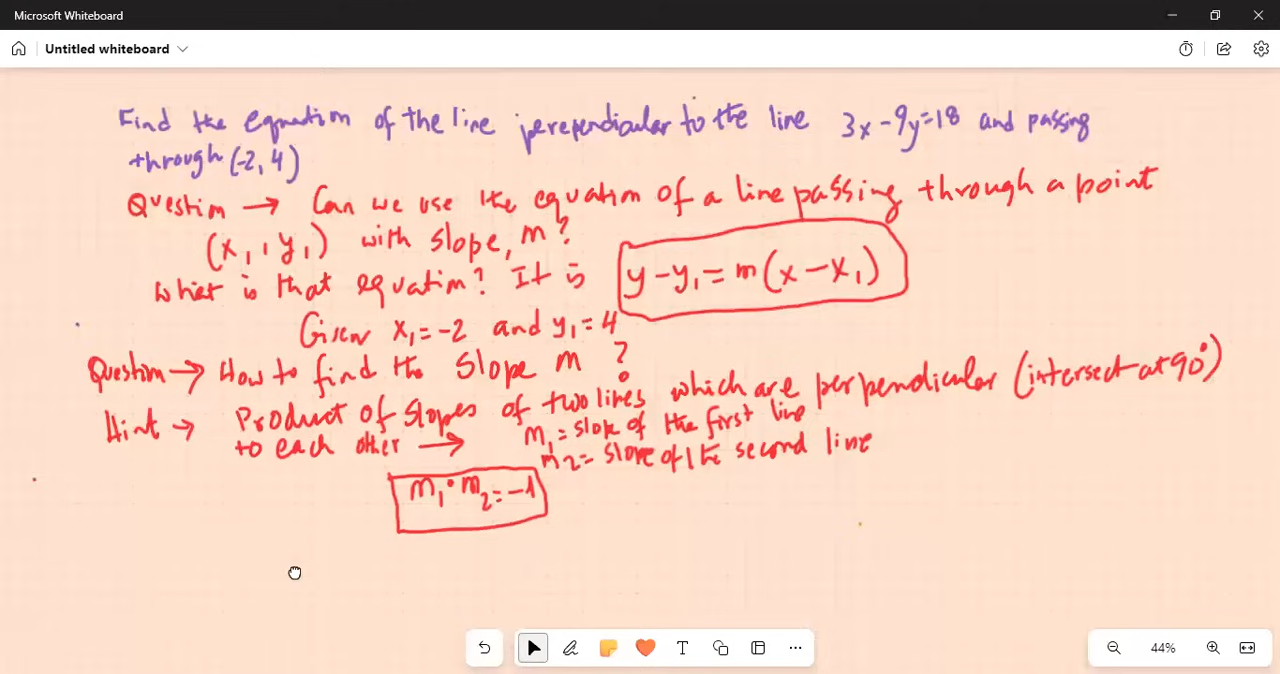 Microsoft Whiteboard
Untitled whiteboard
Find the equation of the line perependicular to the line 3x-9y=18 and passing
through (-2, 4)
Question → Can we use the equation of a line passing through a point
(x₁, y₁) with slope, m?
What is that equation? It is y-y₁=m(x-x₁)
Given x₁=-2 and y₁=4
Question → How to find the slope m ?
Hint → Product of slopes of two lines which are perpendicular (intersect at 90°)
to each other → m₁=slope of the first line
m2= slope of the second line
m₁•m₂=-1
44%